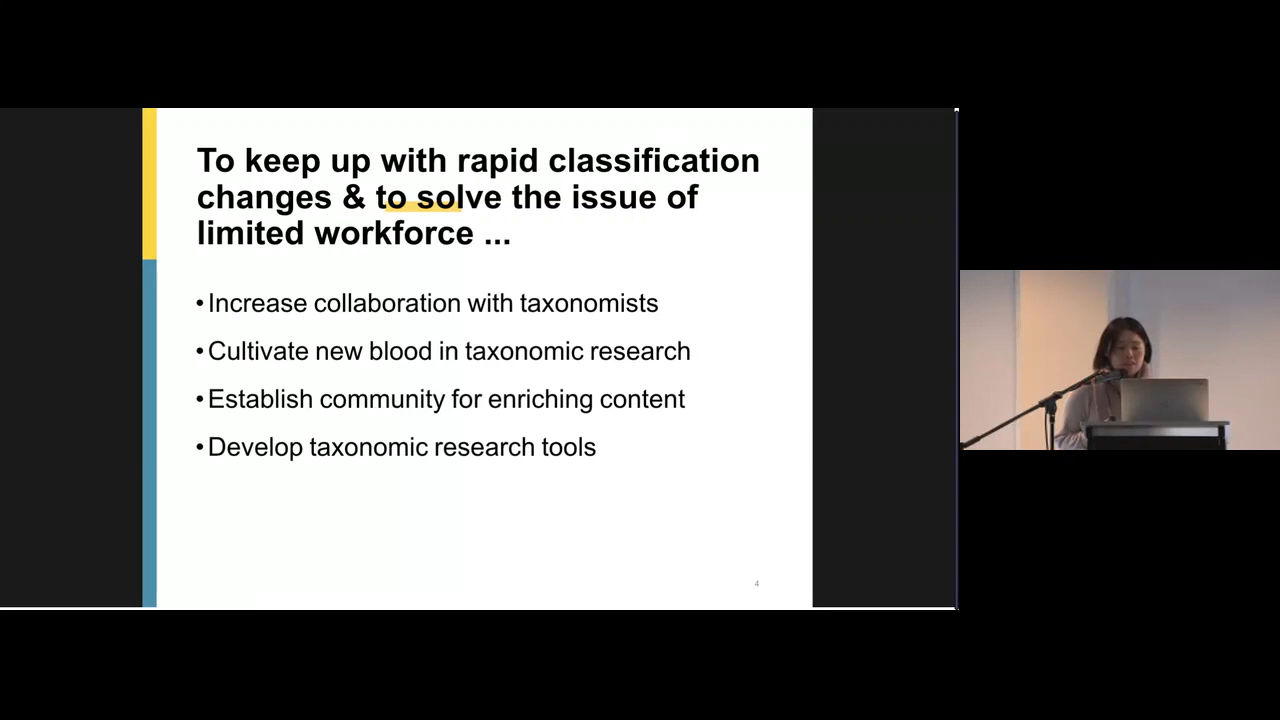 To keep up with rapid classification
changes & to solve the issue of
limited workforce ...
•Increase collaboration with taxonomists
•Cultivate new blood in taxonomic research
•Establish community for enriching content
•Develop taxonomic research tools
4